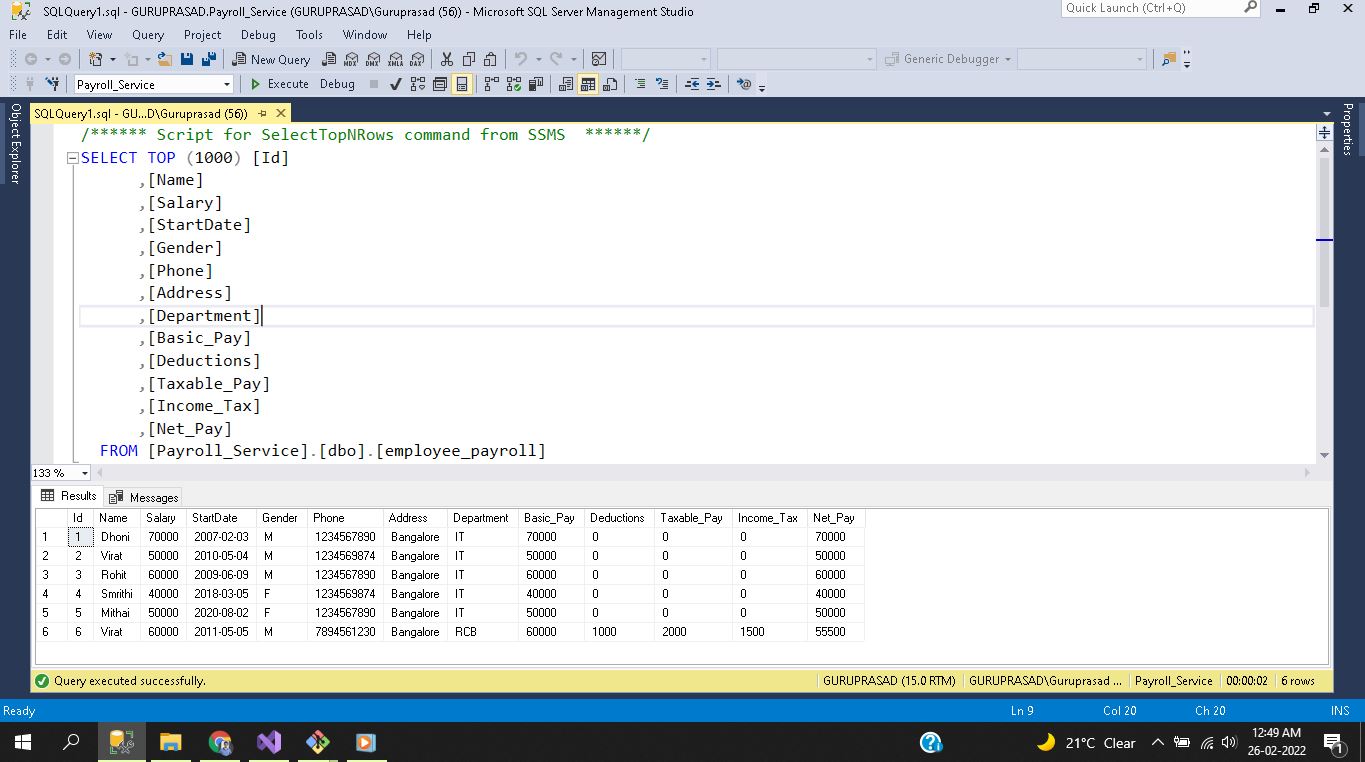 SQLQuery1.sql - GURUPRASAD.Payroll_Service (GURUPRASAD\Guruprasad (56)) - Microsoft SQL Server Management Studio
Quick Launch (Ctrl+Q)
File Edit View Query Project Debug Tools Window Help
New Query MDX DMX XMLA DAX Generic Debugger
Payroll_Service Execute Debug
Object Explorer
SQLQuery1.sql - GU...D\Guruprasad (56))
Properties
/****** Script for SelectTopNRows command from SSMS  ******/
SELECT TOP (1000) [Id]
,[Name]
,[Salary]
,[StartDate]
,[Gender]
,[Phone]
,[Address]
,[Department]
,[Basic_Pay]
,[Deductions]
,[Taxable_Pay]
,[Income_Tax]
,[Net_Pay]
FROM [Payroll_Service].[dbo].[employee_payroll]
133 %
Results Messages
Id Name Salary StartDate Gender Phone Address Department Basic_Pay Deductions Taxable_Pay Income_Tax Net_Pay
1 1 Dhoni 70000 2007-02-03 M 1234567890 Bangalore IT 70000 0 0 0 70000
2 2 Virat 50000 2010-05-04 M 1234569874 Bangalore IT 50000 0 0 0 50000
3 3 Rohit 60000 2009-06-09 M 1234567890 Bangalore IT 60000 0 0 0 60000
4 4 Smrithi 40000 2018-03-05 F 1234569874 Bangalore IT 40000 0 0 0 40000
5 5 Mithai 50000 2020-08-02 F 1234567890 Bangalore IT 50000 0 0 0 50000
6 6 Virat 60000 2011-05-05 M 7894561230 Bangalore RCB 60000 1000 2000 1500 55500
Query executed successfully. GURUPRASAD (15.0 RTM) GURUPRASAD\Guruprasad ... Payroll_Service 00:00:02 6 rows
Ready Ln 9 Col 20 Ch 20 INS
21°C Clear
12:49 AM
26-02-2022
1